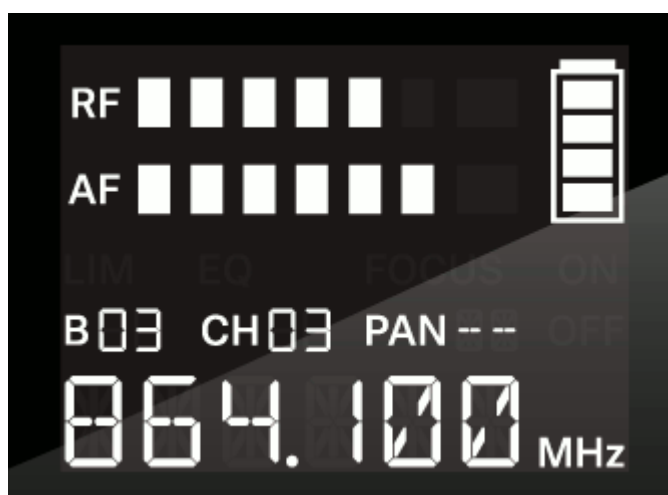 RF
AF
LIM EQ FOCUS ON
B03 CH03 PAN-- OFF
864.100 MHz